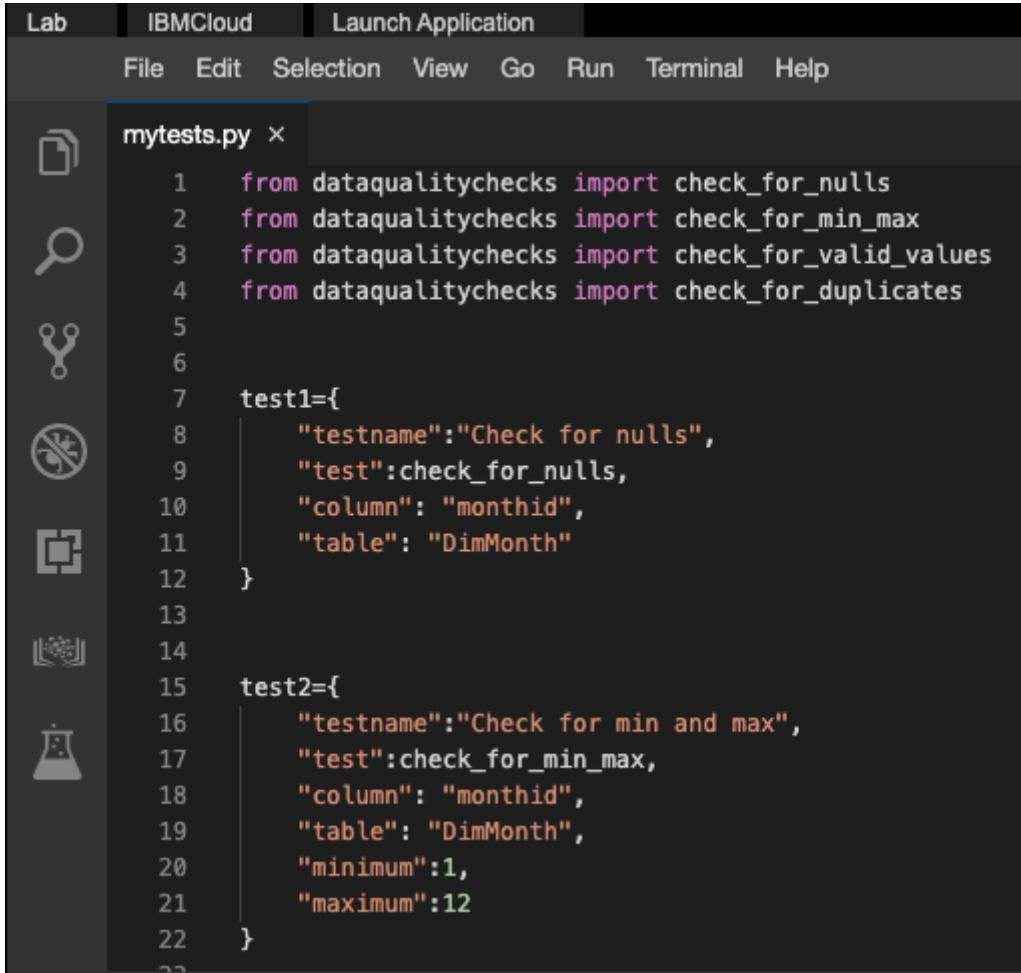 Lab IBMCloud Launch Application
File Edit Selection View Go Run Terminal Help
mytests.py ×
1 from dataqualitychecks import check_for_nulls
2 from dataqualitychecks import check_for_min_max
3 from dataqualitychecks import check_for_valid_values
4 from dataqualitychecks import check_for_duplicates
5
6
7 test1={
8     "testname":"Check for nulls",
9     "test":check_for_nulls,
10     "column": "monthid",
11     "table": "DimMonth"
12 }
13
14
15 test2={
16     "testname":"Check for min and max",
17     "test":check_for_min_max,
18     "column": "monthid",
19     "table": "DimMonth",
20     "minimum":1,
21     "maximum":12
22 }